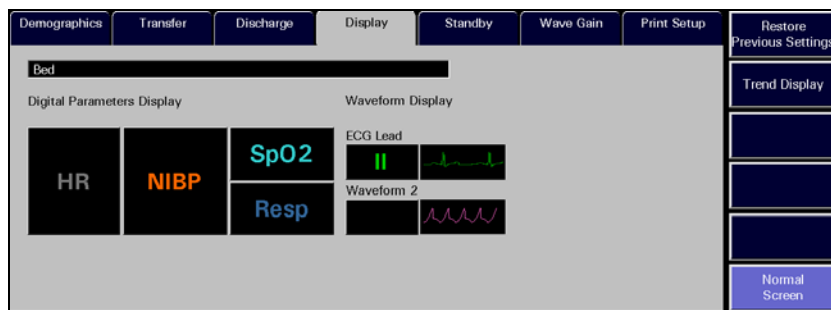 Demographics
Transfer
Discharge
Display
Standby
Wave Gain
Print Setup
Restore
Previous Settings
Bed
Trend Display
Digital Parameters Display
Waveform Display
ECG Lead
HR
NIBP
SpO2
Resp
II
Waveform 2
Normal
Screen